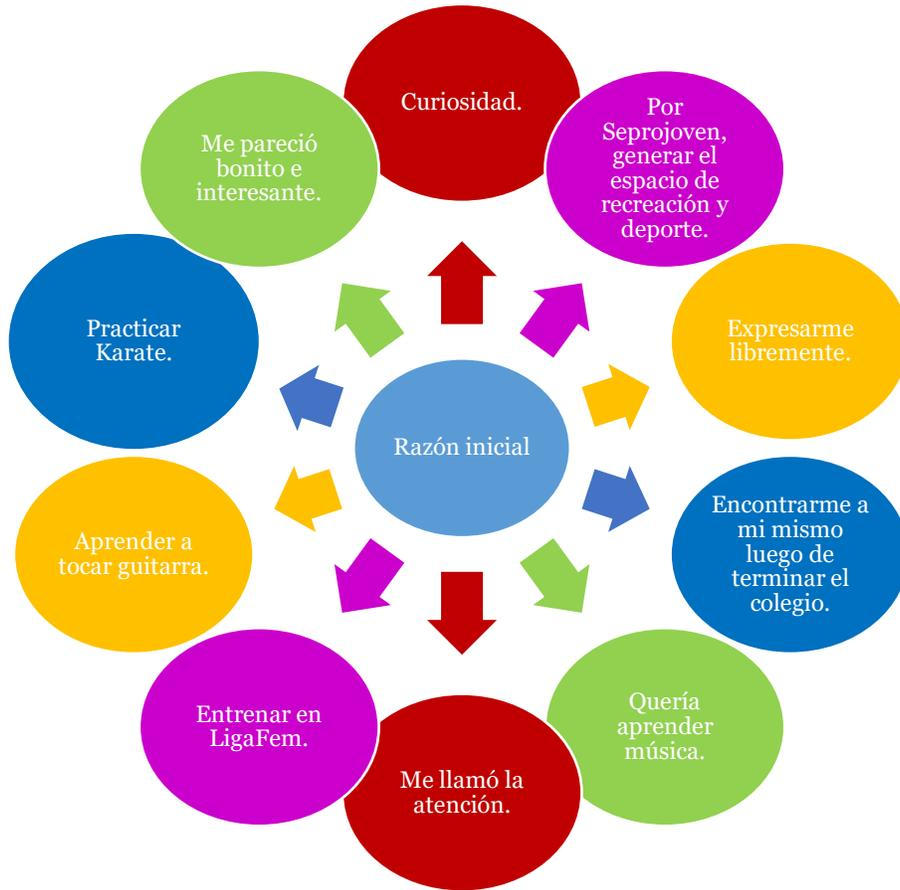 Curiosidad.
Por
Seprojoven,
generar el
espacio de
recreación y
deporte.
Expresarme
libremente.
Encontrarme a
mi mismo
luego de
terminar el
colegio.
Quería
aprender
música.
Me llamó la
atención.
Entrenar en
LigaFem.
Aprender a
tocar guitarra.
Practicar
Karate.
Me pareció
bonito e
interesante.
Razón inicial